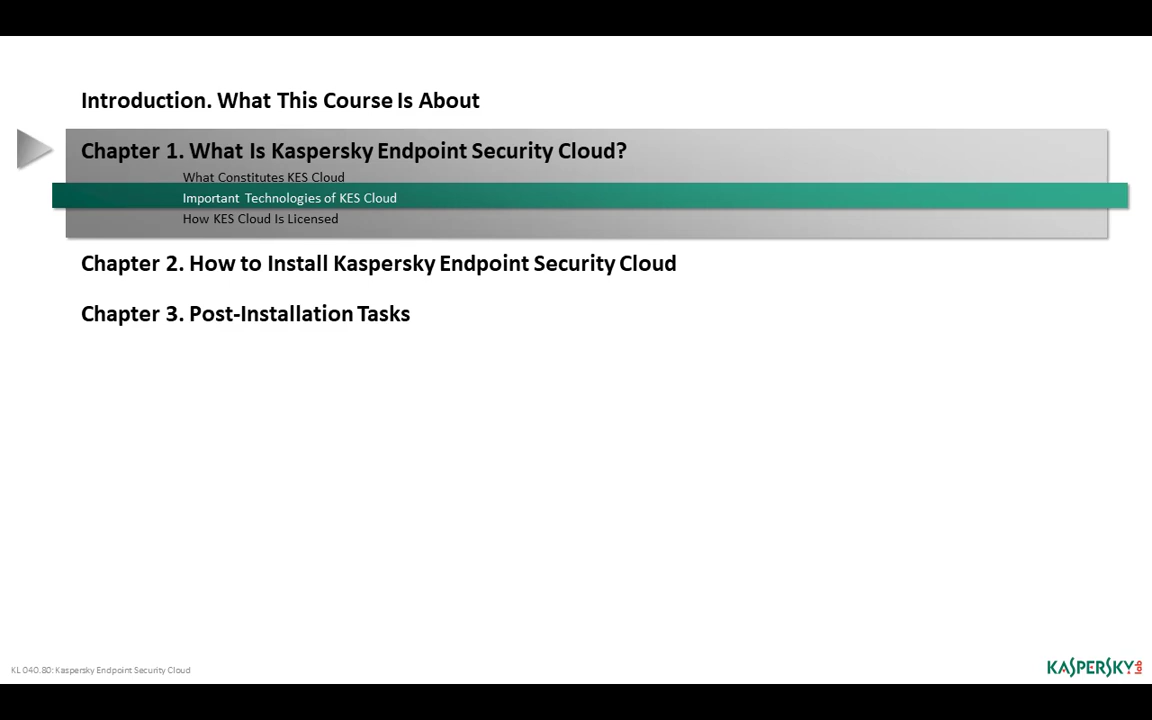 Introduction. What This Course Is About
Chapter 1. What Is Kaspersky Endpoint Security Cloud?
What Constitutes KES Cloud
Important Technologies of KES Cloud
How KES Cloud Is Licensed
Chapter 2. How to Install Kaspersky Endpoint Security Cloud
Chapter 3. Post-Installation Tasks
KL 040.80: Kaspersky Endpoint Security Cloud
KASPERSKY lab